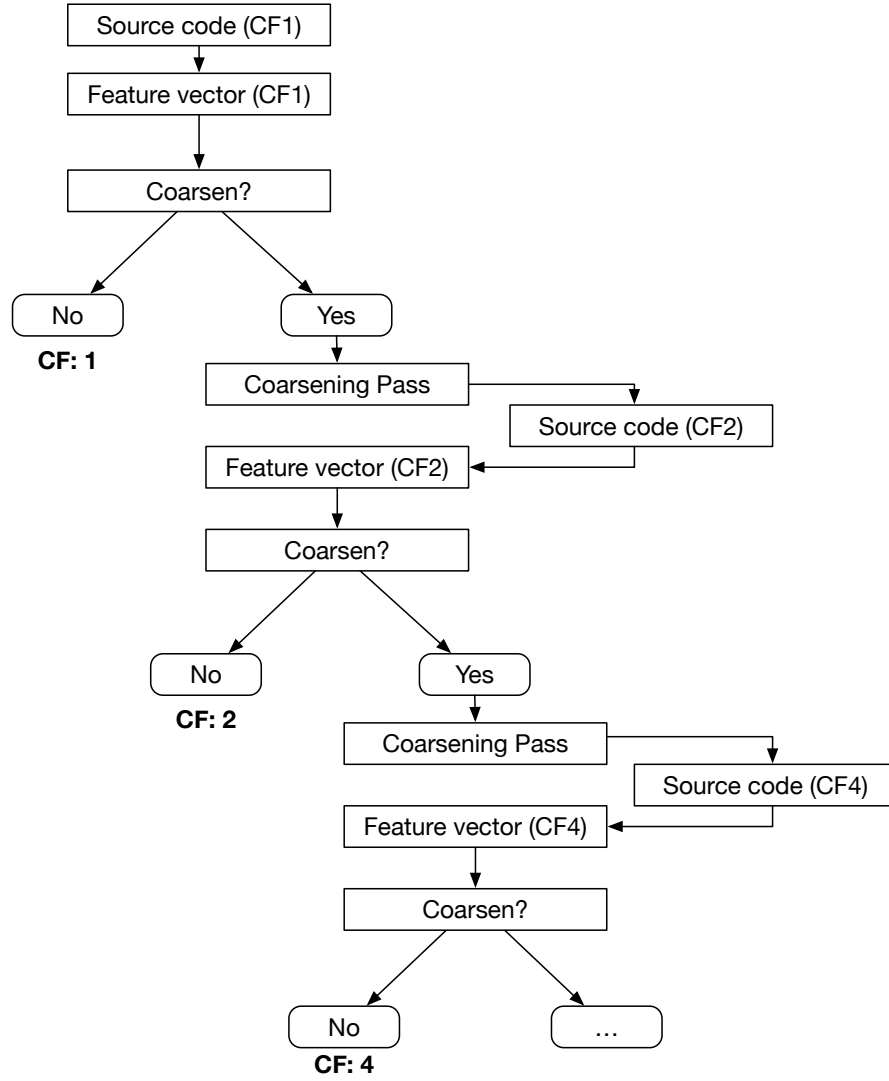 Source code (CF1)
Feature vector (CF1)
Coarsen?
No
Yes
CF: 1
Coarsening Pass
Source code (CF2)
Feature vector (CF2)
Coarsen?
No
Yes
CF: 2
Coarsening Pass
Source code (CF4)
Feature vector (CF4)
Coarsen?
No
...
CF: 4